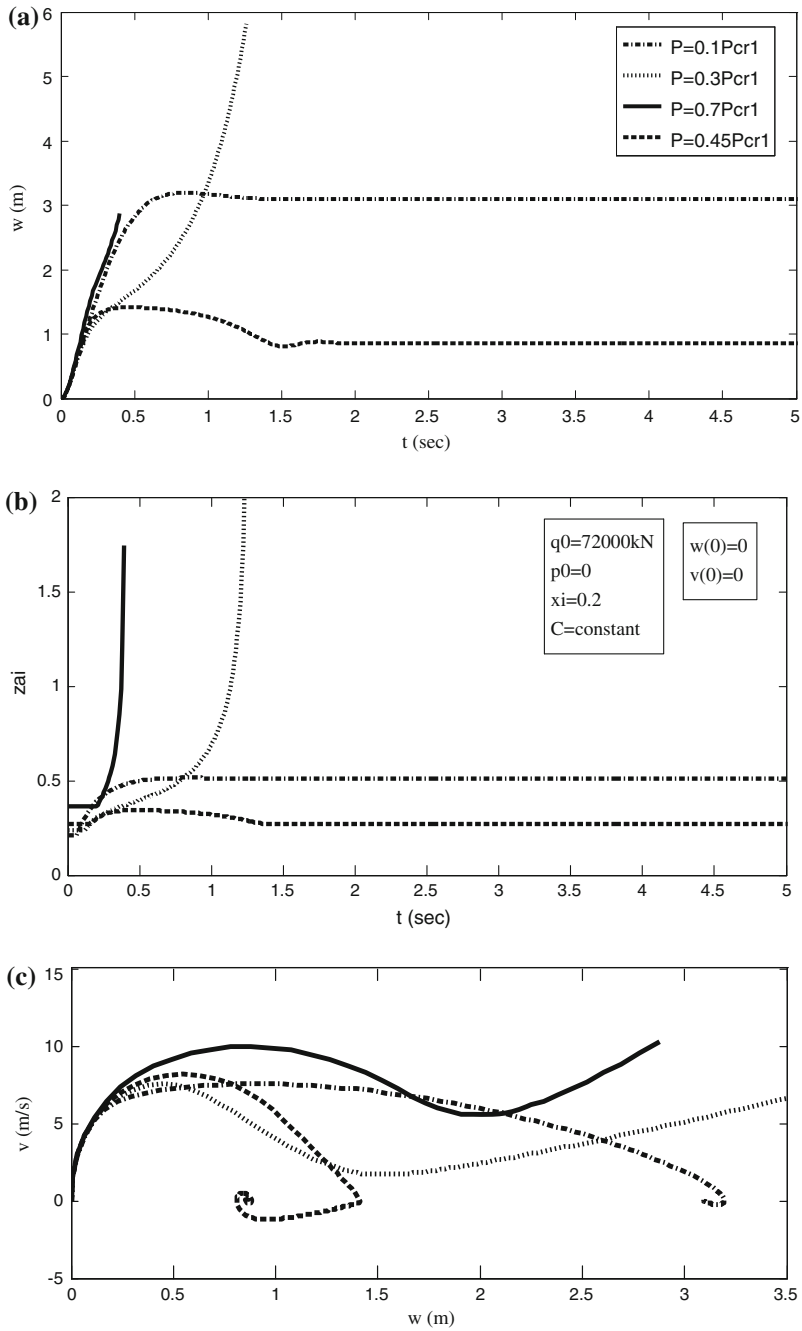 (a)
6
5
4
3
2
1
0
w (m)
P=0.1Pcr1
P=0.3Pcr1
P=0.7Pcr1
P=0.45Pcr1
0 0.5 1 1.5 2 2.5 3 3.5 4 4.5 5
t (sec)
(b)
2
1.5
1
0.5
0
zai
q0=72000kN
p0=0
xi=0.2
C=constant
w(0)=0
v(0)=0
0 0.5 1 1.5 2 2.5 3 3.5 4 4.5 5
t (sec)
(c)
15
10
5
0
-5
v (m/s)
0 0.5 1 1.5 2 2.5 3 3.5
w (m)